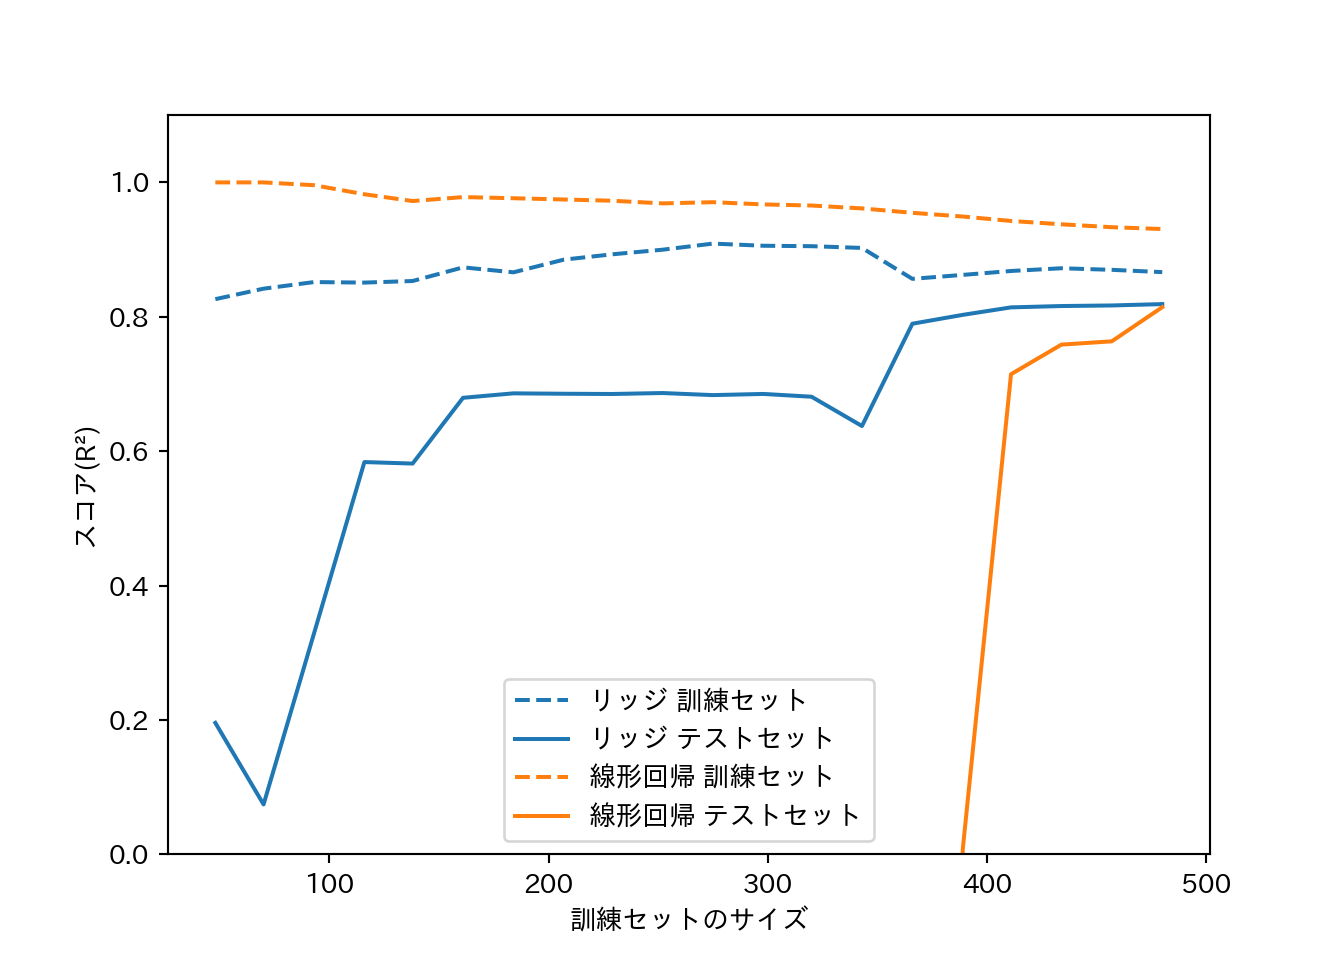 1.0
0.8
0.6
0.4
0.2
0.0
スコア(R²)
リッジ 訓練セット
リッジ テストセット
線形回帰 訓練セット
線形回帰 テストセット
100 200 300 400 500
訓練セットのサイズ